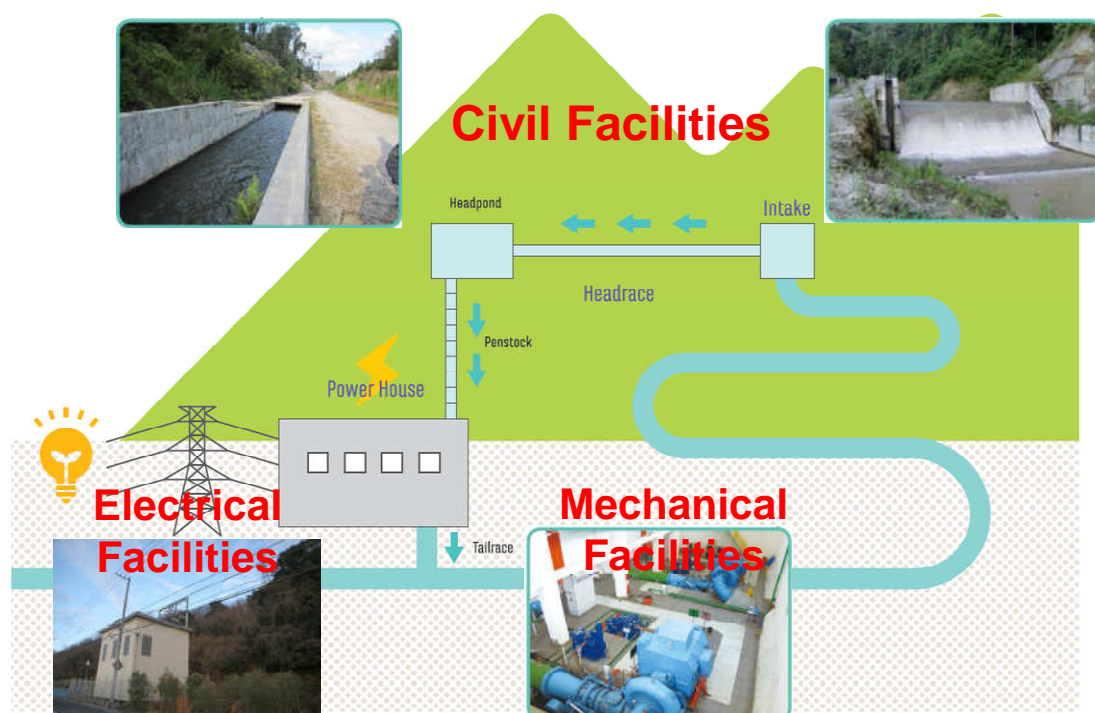 Civil Facilities
Headpond
Intake
Headrace
Penstock
Power House
Electrical
Facilities
Mechanical
Facilities
Tailrace